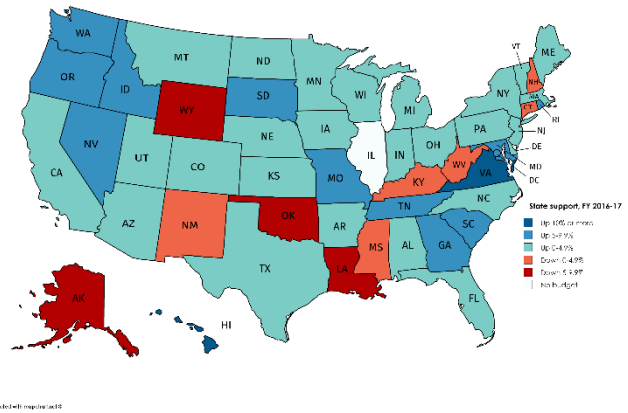 WA
OR
ID
MT
ND
MN
WI
MI
NY
VT
ME
NH
MA
CT
RI
NJ
DE
MD
DC
PA
OH
IN
IL
IA
SD
NE
WY
NV
UT
CO
KS
MO
KY
WV
VA
NC
TN
SC
GA
AL
MS
AR
OK
NM
AZ
CA
TX
LA
FL
AK
HI
State support, FY 2016-17
Up 10% or more
Up 5-9.9%
Up 0-4.9%
Down 0-4.9%
Down 5-9.9%
No budget